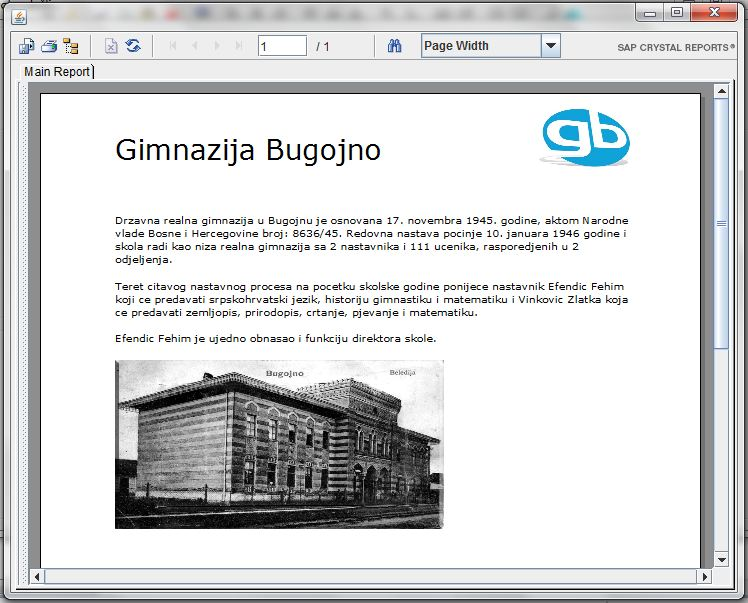 1 / 1
Page Width
SAP CRYSTAL REPORTS®
Main Report
gb
Gimnazija Bugojno
Drzavna realna gimnazija u Bugojnu je osnovana 17. novembra 1945. godine, aktom Narodne
vlade Bosne i Hercegovine broj: 8636/45. Redovna nastava pocinje 10. januara 1946 godine i
skola radi kao niza realna gimnazija sa 2 nastavnika i 111 ucenika, rasporedjenih u 2
odjeljenja.
Teret citavog nastavnog procesa na pocetku skolske godine ponijece nastavnik Efendic Fehim
koji ce predavati srpskohrvatski jezik, historiju gimnastiku i matematiku i Vinkovic Zlatka koja
ce predavati zemljopis, prirodopis, crtanje, pjevanje i matematiku.
Efendic Fehim je ujedno obnasao i funkciju direktora skole.
Bugojno
Beledija